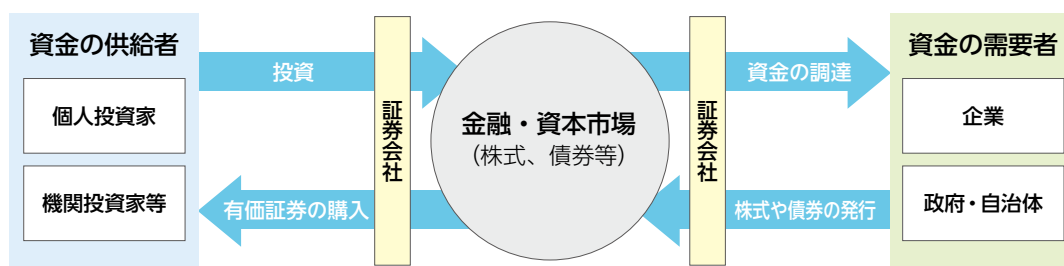 資金の供給者
個人投資家
機関投資家等
投資
有価証券の購入
証券会社
金融・資本市場
(株式、債券等)
証券会社
資金の調達
株式や債券の発行
資金の需要者
企業
政府・自治体